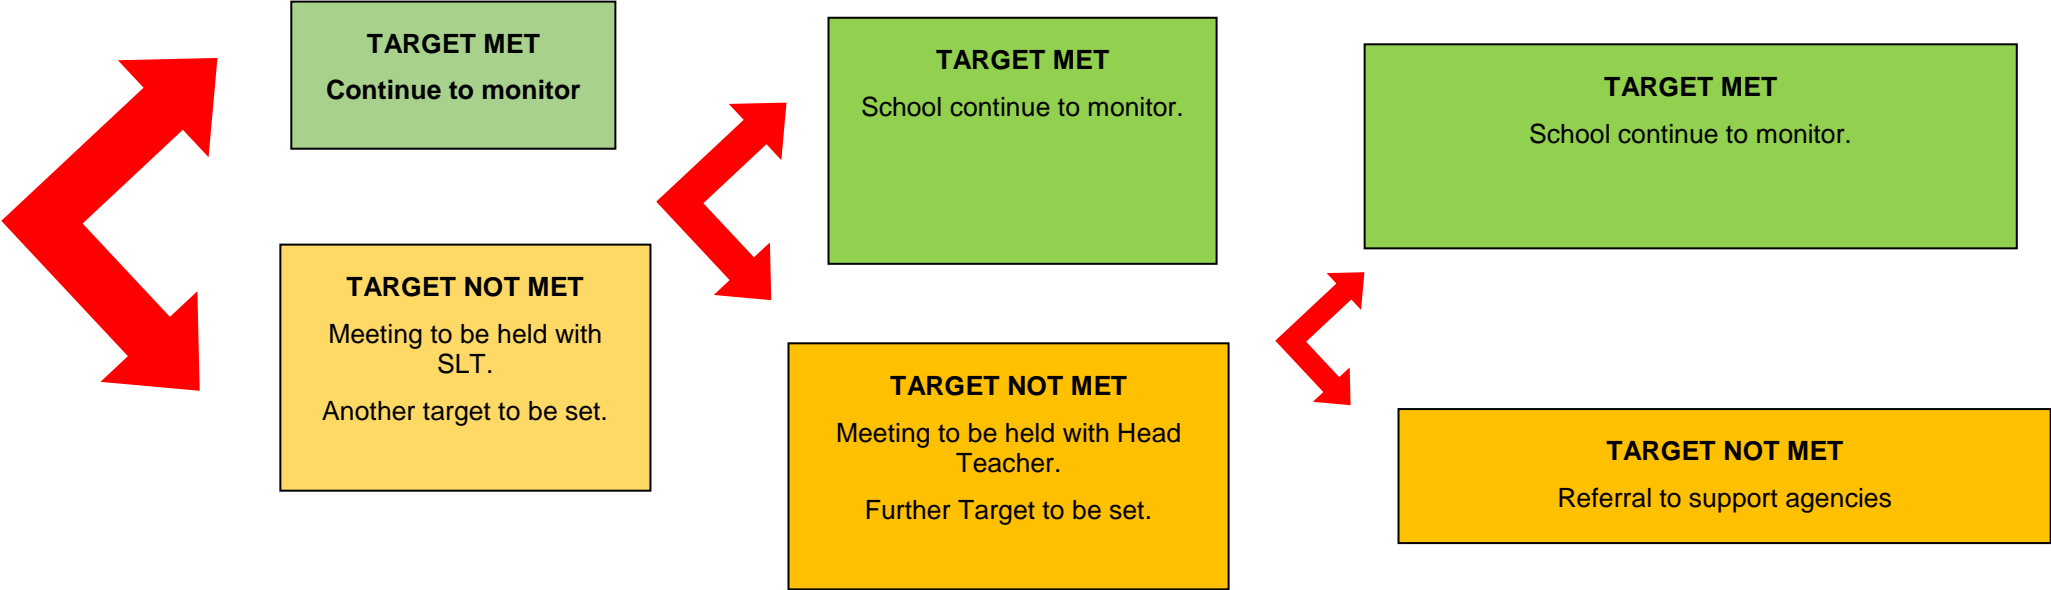 TARGET MET
Continue to monitor
TARGET NOT MET
Meeting to be held with
SLT.
Another target to be set.
TARGET MET
School continue to monitor.
TARGET NOT MET
Meeting to be held with Head
Teacher.
Further Target to be set.
TARGET MET
School continue to monitor.
TARGET NOT MET
Referral to support agencies